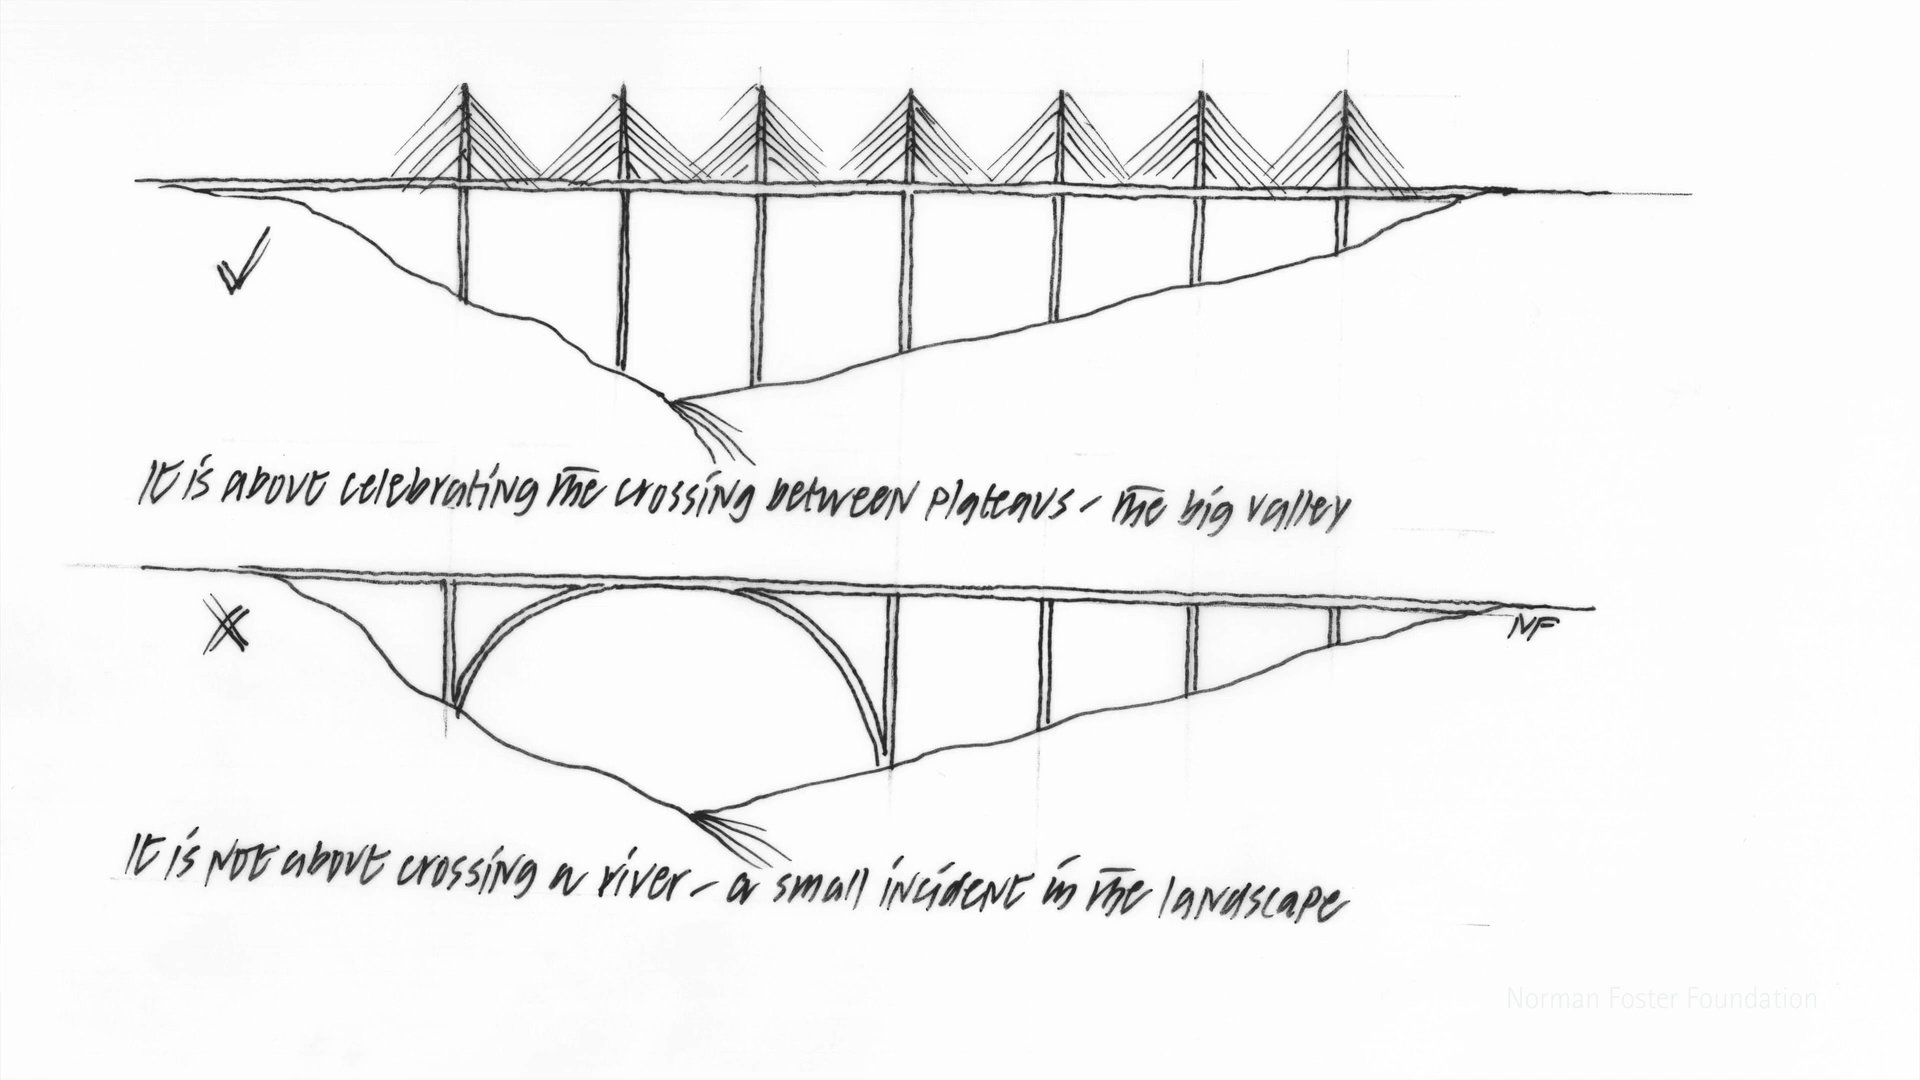 It is about celebrating the crossing between plateaus - the big valley
NF
It is not about crossing a river - a small incident in the landscape
Norman Foster Foundation